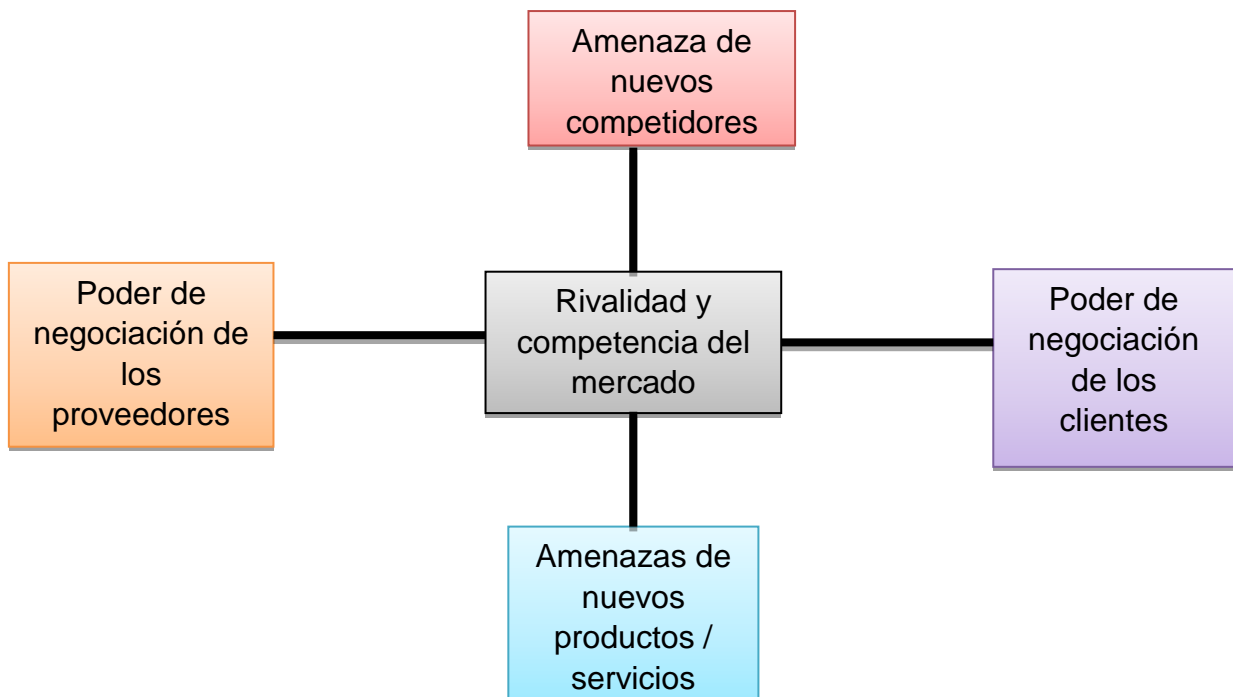 Amenaza de
nuevos
competidores
Poder de
negociación de
los
proveedores
Rivalidad y
competencia del
mercado
Poder de
negociación
de los
clientes
Amenazas de
nuevos
productos /
servicios